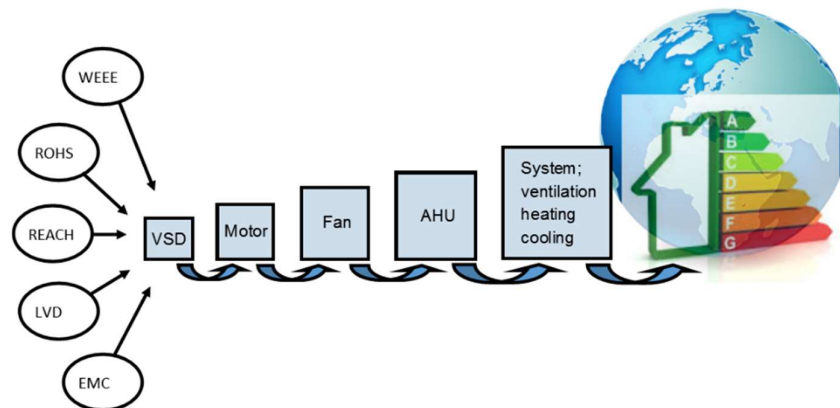 WEEE
ROHS
REACH
LVD
EMC
VSD
Motor
Fan
AHU
System;
ventilation
heating
cooling
A
B
C
D
E
F
G